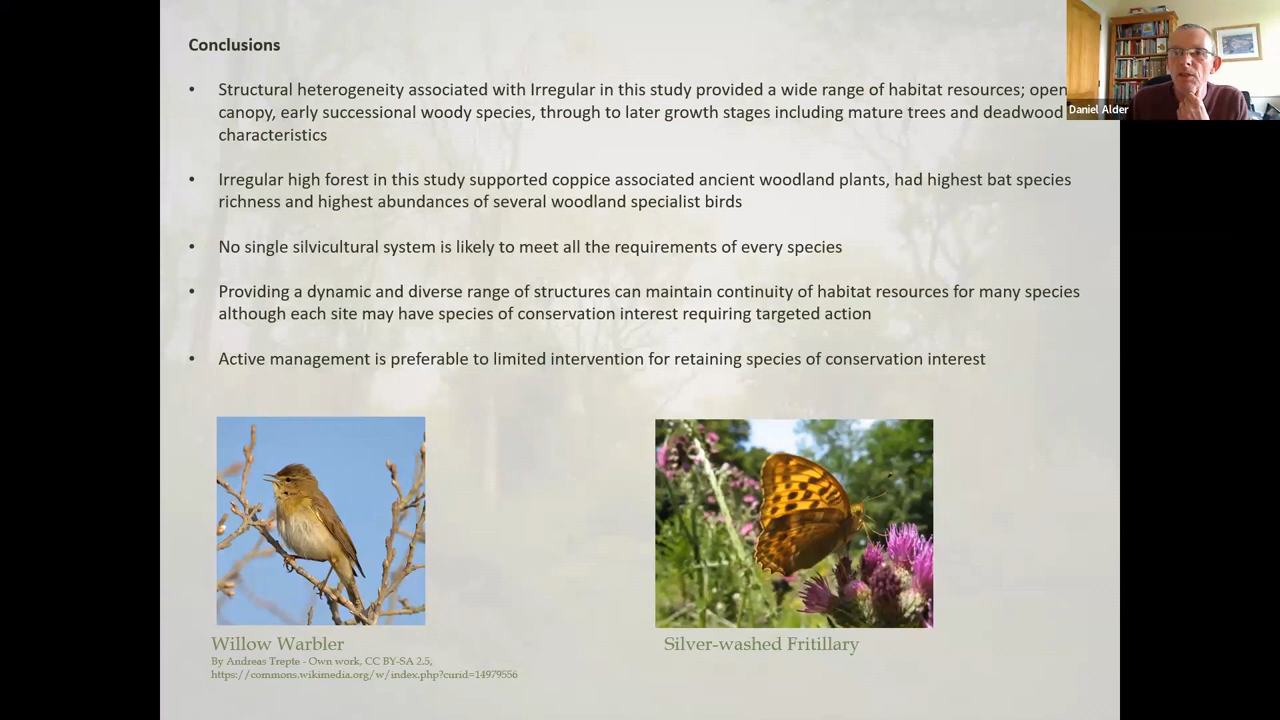 Conclusions
• Structural heterogeneity associated with Irregular in this study provided a wide range of habitat resources; open
canopy, early successional woody species, through to later growth stages including mature trees and deadwood
characteristics
• Irregular high forest in this study supported coppice associated ancient woodland plants, had highest bat species
richness and highest abundances of several woodland specialist birds
• No single silvicultural system is likely to meet all the requirements of every species
• Providing a dynamic and diverse range of structures can maintain continuity of habitat resources for many species
although each site may have species of conservation interest requiring targeted action
• Active management is preferable to limited intervention for retaining species of conservation interest
Willow Warbler
By Andreas Trepte - Own work, CC BY-SA 2.5,
https://commons.wikimedia.org/w/index.php?curid=14979556
Silver-washed Fritillary
Daniel Alder